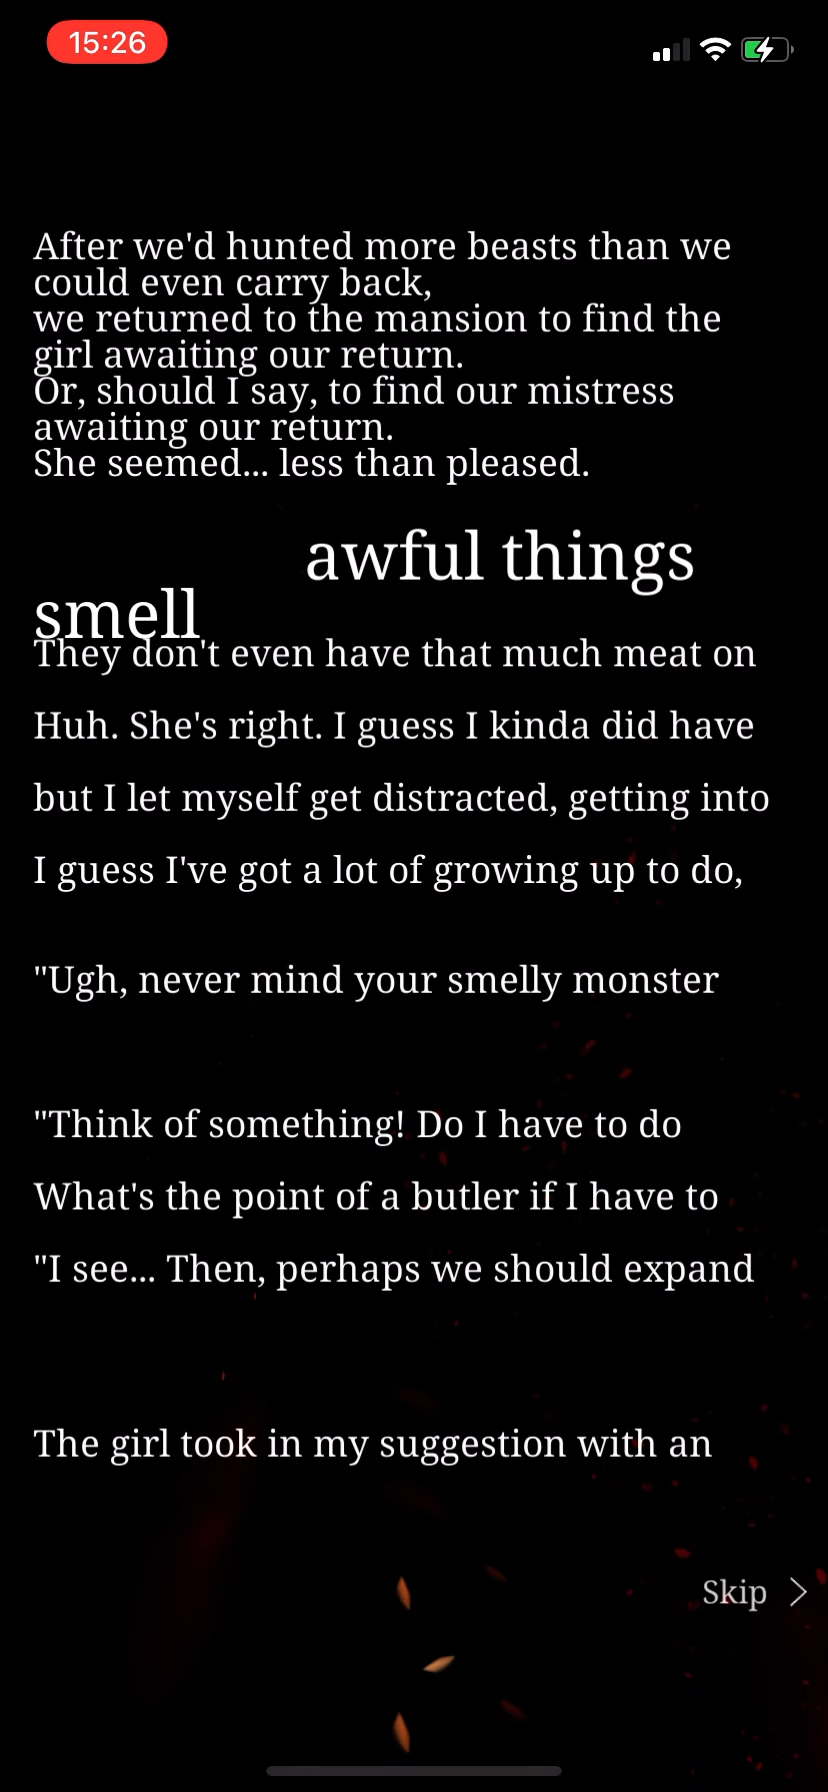 15:26
After we'd hunted more beasts than we
could even carry back,
we returned to the mansion to find the
girl awaiting our return.
Or, should I say, to find our mistress
awaiting our return.
She seemed... less than pleased.
awful things
smell
They don't even have that much meat on
Huh. She's right. I guess I kinda did have
but I let myself get distracted, getting into
I guess I've got a lot of growing up to do,
"Ugh, never mind your smelly monster
"Think of something! Do I have to do
What's the point of a butler if I have to
"I see... Then, perhaps we should expand
The girl took in my suggestion with an
Skip